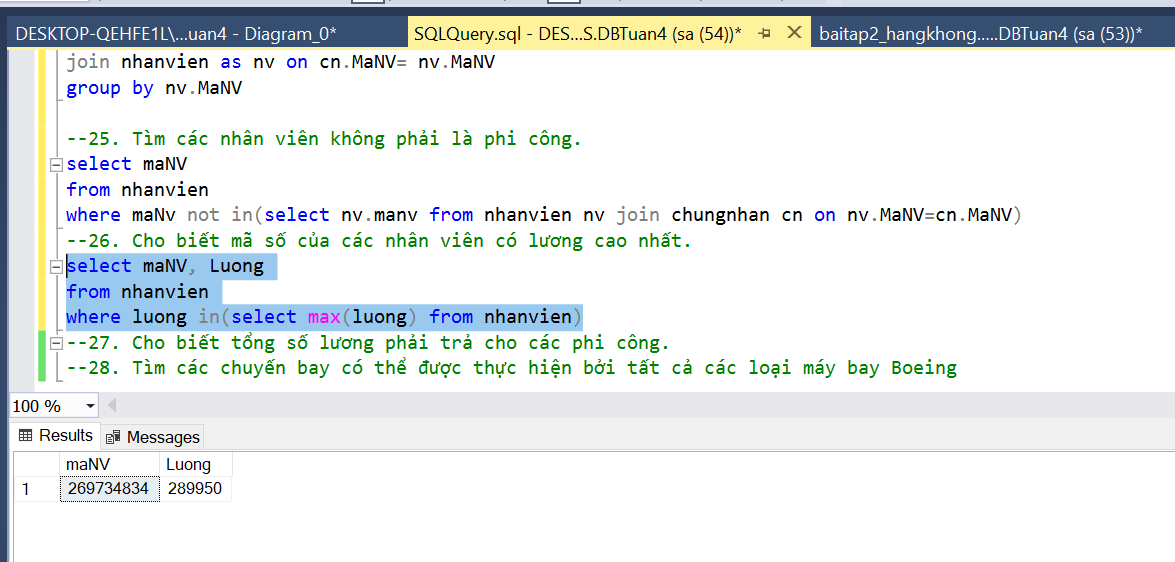 DESKTOP-QEHFE1L\...uan4 - Diagram_0*
SQLQuery.sql - DES...S.DBTuan4 (sa (54))*
baitap2_hangkhong.....DBTuan4 (sa (53))*
join nhanvien as nv on cn.MaNV= nv.MaNV
group by nv.MaNV
--25. Tìm các nhân viên không phải là phi công.
select maNV
from nhanvien
where maNv not in(select nv.manv from nhanvien nv join chungnhan cn on nv.MaNV=cn.MaNV)
--26. Cho biết mã số của các nhân viên có lương cao nhất.
select maNV, Luong
from nhanvien
where luong in(select max(luong) from nhanvien)
--27. Cho biết tổng số lương phải trả cho các phi công.
--28. Tìm các chuyến bay có thể được thực hiện bởi tất cả các loại máy bay Boeing
100 %
Results Messages
maNV Luong
1 269734834 289950